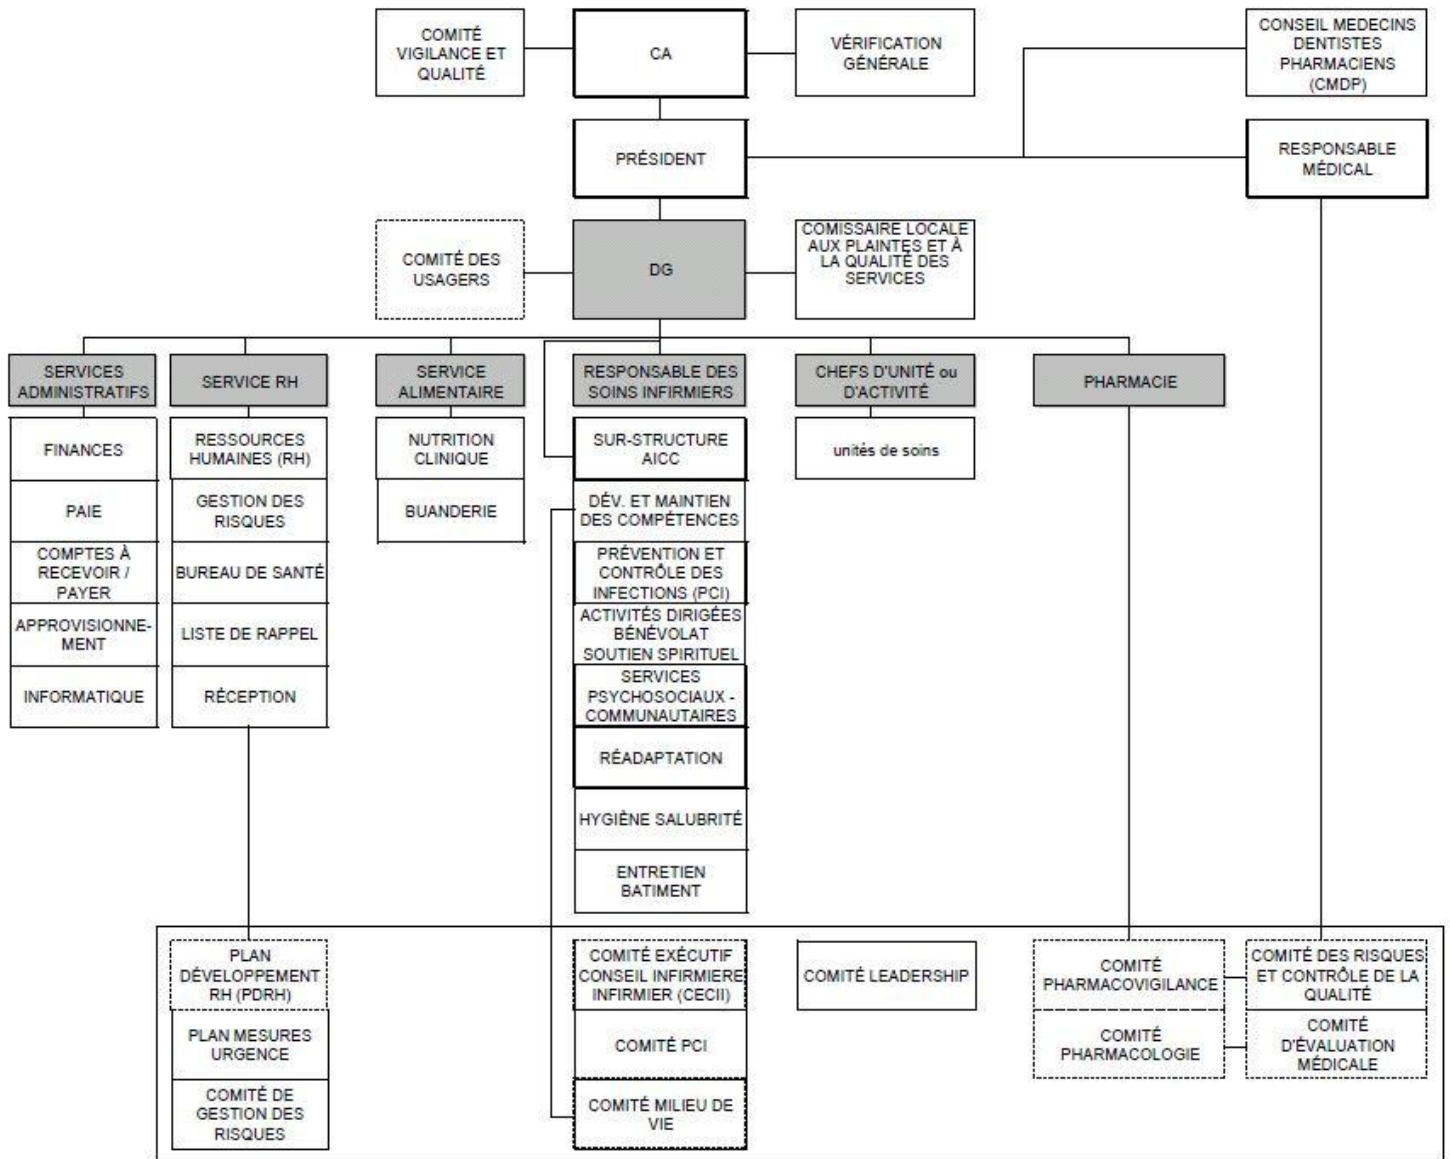 COMITÉ
VIGILANCE ET
QUALITÉ
CA
VÉRIFICATION
GÉNÉRALE
CONSEIL MEDECINS
DENTISTES
PHARMACIENS
(CMDP)
PRÉSIDENT
RESPONSABLE
MÉDICAL
COMITÉ DES
USAGERS
DG
COMISSAIRE LOCALE
AUX PLAINTES ET À
LA QUALITÉ DES
SERVICES
SERVICES
ADMINISTRATIFS
SERVICE RH
SERVICE
ALIMENTAIRE
RESPONSABLE DES
SOINS INFIRMIERS
CHEFS D'UNITÉ ou
D'ACTIVITÉ
PHARMACIE
FINANCES
RESSOURCES
HUMAINES (RH)
NUTRITION
CLINIQUE
SUR-STRUCTURE
AICC
unités de soins
PAIE
GESTION DES
RISQUES
BUANDERIE
DÉV. ET MAINTIEN
DES COMPÉTENCES
COMPTES À
RECEVOIR /
PAYER
BUREAU DE SANTÉ
PRÉVENTION ET
CONTRÔLE DES
INFECTIONS (PCI)
APPROVISIONNE-
MENT
LISTE DE RAPPEL
ACTIVITÉS DIRIGÉES
BÉNÉVOLAT
SOUTIEN SPIRITUEL
INFORMATIQUE
RÉCEPTION
SERVICES
PSYCHOSOCIAUX -
COMMUNAUTAIRES
RÉADAPTATION
HYGIÈNE SALUBRITÉ
ENTRETIEN
BATIMENT
PLAN
DÉVELOPPEMENT
RH (PDRH)
COMITÉ EXÉCUTIF
CONSEIL INFIRMIERE
INFIRMIER (CECII)
COMITÉ LEADERSHIP
COMITÉ
PHARMACOVIGILANCE
COMITÉ DES RISQUES
ET CONTRÔLE DE LA
QUALITÉ
PLAN MESURES
URGENCE
COMITÉ PCI
COMITÉ
PHARMACOLOGIE
COMITÉ
D'ÉVALUATION
MÉDICALE
COMITÉ DE
GESTION DES
RISQUES
COMITÉ MILIEU DE
VIE